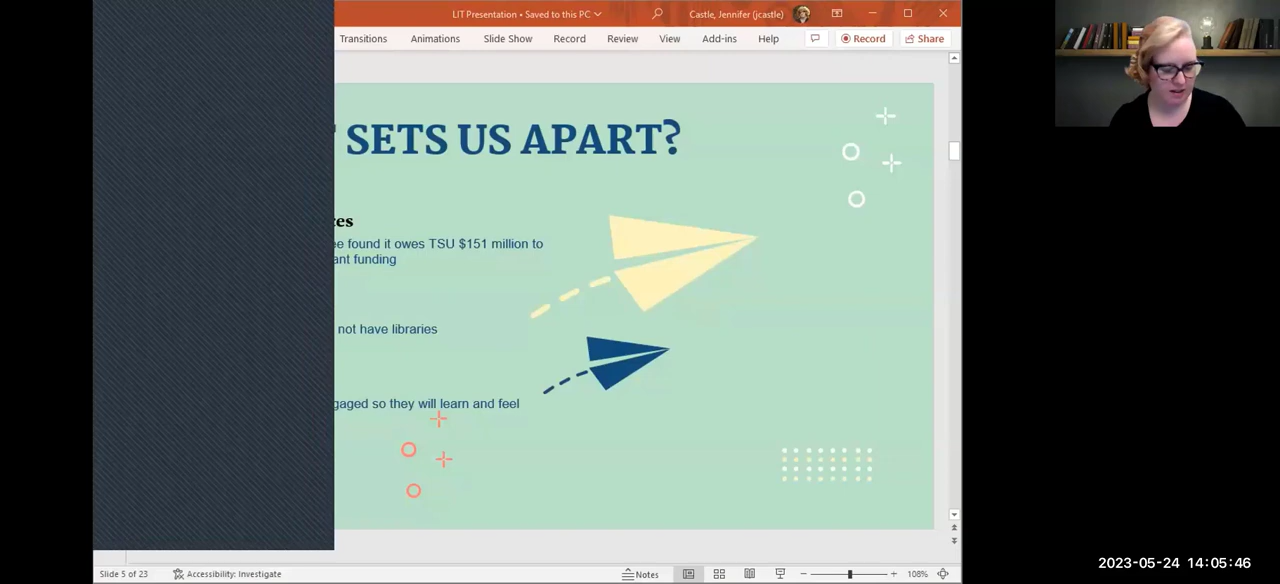 LIT Presentation • Saved to this PC
Castle, Jennifer (jcastle)
Transitions Animations Slide Show Record Review View Add-ins Help Record Share
SETS US APART?
ces
ee found it owes TSU $151 million to
ant funding
not have libraries
gaged so they will learn and feel
Slide 5 of 23 Accessibility: Investigate Notes 108%
2023-05-24 14:05:46